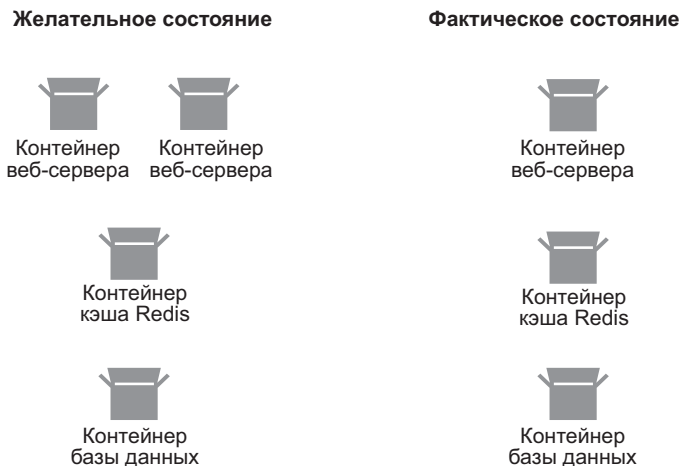 Желательное состояние
Фактическое состояние
Контейнер
веб-сервера
Контейнер
веб-сервера
Контейнер
веб-сервера
Контейнер
кэша Redis
Контейнер
кэша Redis
Контейнер
базы данных
Контейнер
базы данных